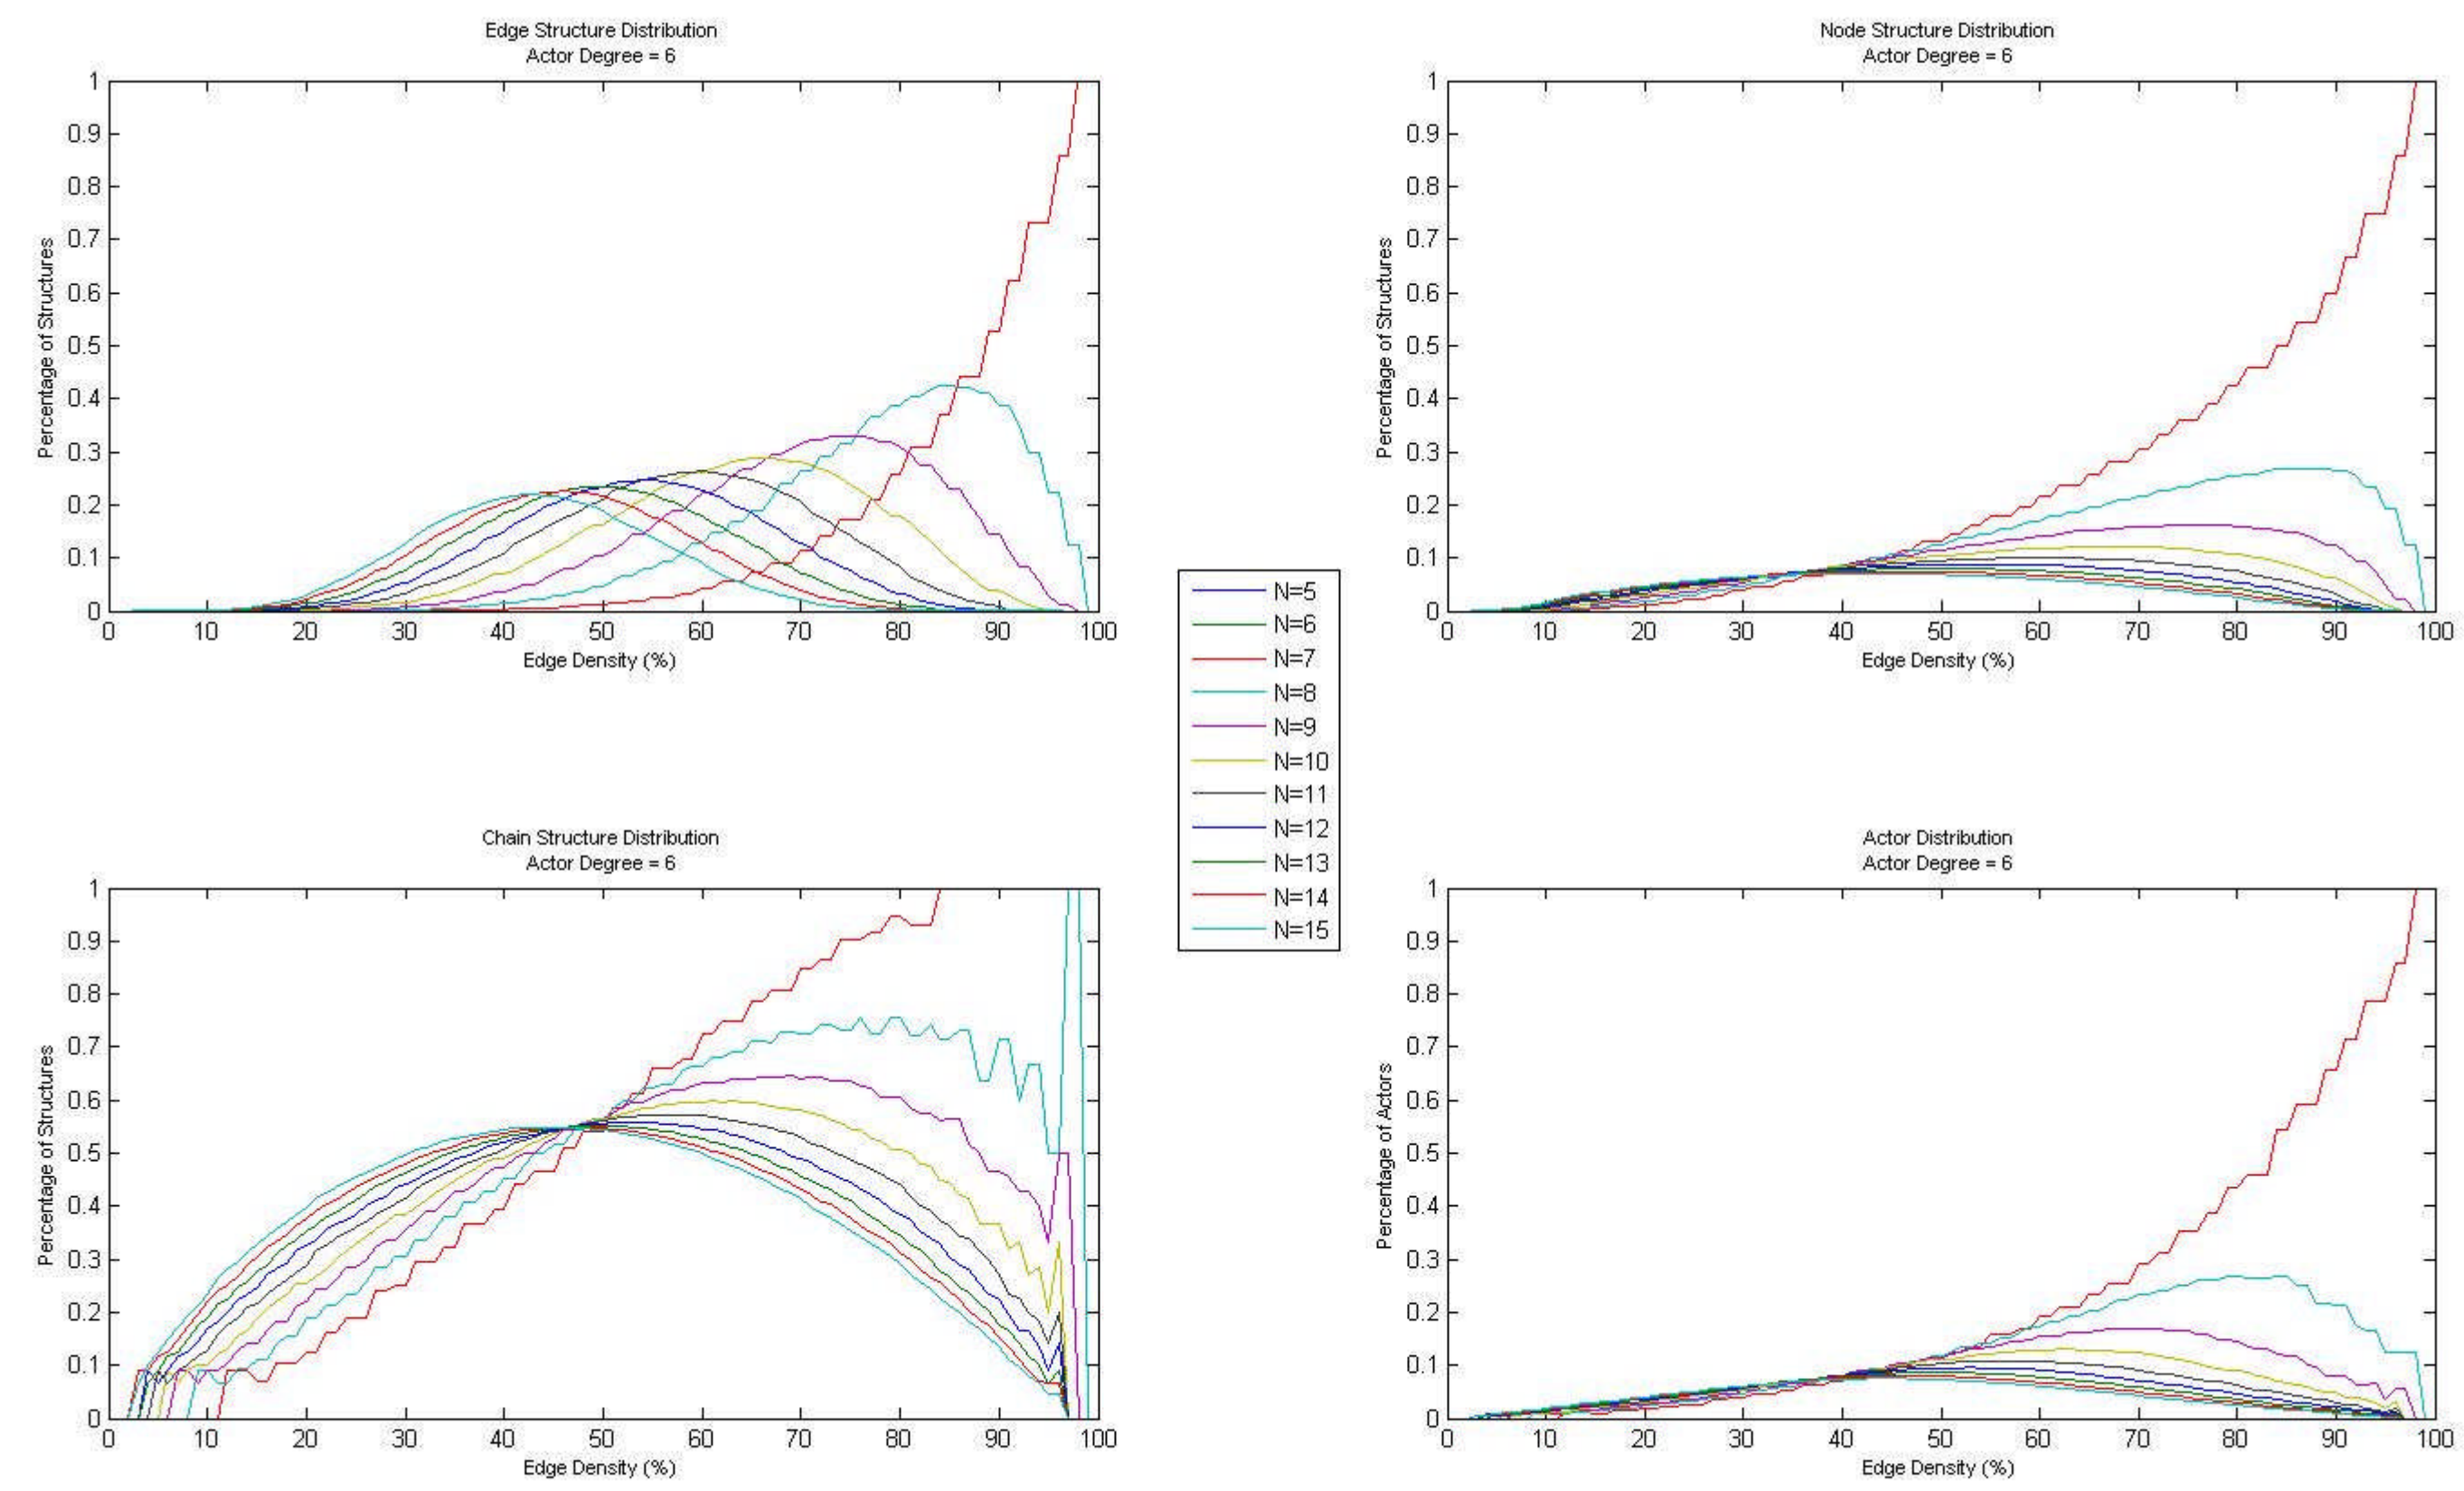 Edge Structure Distribution
Actor Degree = 6
1
0.9
0.8
0.7
0.6
0.5
0.4
0.3
0.2
0.1
0
Percentage of Structures
0 10 20 30 40 50 60 70 80 90 100
Edge Density (%)
Node Structure Distribution
Actor Degree = 6
1
0.9
0.8
0.7
0.6
0.5
0.4
0.3
0.2
0.1
0
Percentage of Structures
0 10 20 30 40 50 60 70 80 90 100
Edge Density (%)
N=5
N=6
N=7
N=8
N=9
N=10
N=11
N=12
N=13
N=14
N=15
Chain Structure Distribution
Actor Degree = 6
1
0.9
0.8
0.7
0.6
0.5
0.4
0.3
0.2
0.1
0
Percentage of Structures
0 10 20 30 40 50 60 70 80 90 100
Edge Density (%)
Actor Distribution
Actor Degree = 6
1
0.9
0.8
0.7
0.6
0.5
0.4
0.3
0.2
0.1
0
Percentage of Actors
0 10 20 30 40 50 60 70 80 90 100
Edge Density (%)